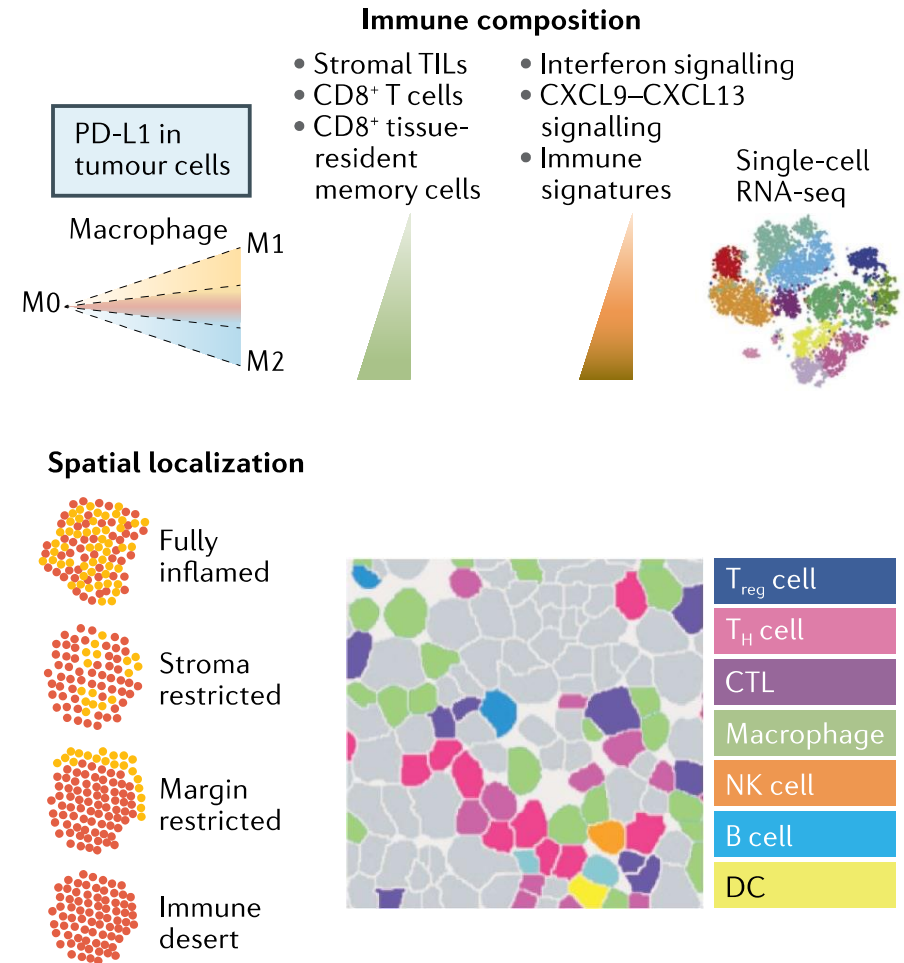 Immune composition
PD-L1 in
tumour cells
Macrophage
M0
M1
M2
• Stromal TILs
• CD8⁺ T cells
• CD8⁺ tissue-
resident
memory cells
• Interferon signalling
• CXCL9–CXCL13
signalling
• Immune
signatures
Single-cell
RNA-seq
Spatial localization
Fully
inflamed
Stroma
restricted
Margin
restricted
Immune
desert
T_reg cell
T_H cell
CTL
Macrophage
NK cell
B cell
DC